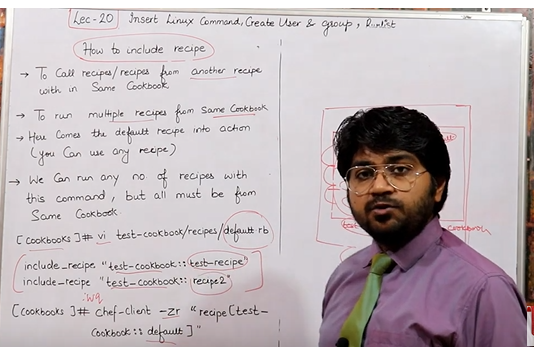 Lec-20 Insert Linux Command, Create User & group, Runlist
How to include recipe
→ To Call recipes/recipes from another recipe
with in Same Cookbook
→ To run multiple recipes from Same Cookbook
→ Here Comes the default recipe into action
(you Can use any recipe)
→ We Can run any no of recipes with
this command, but all must be from
Same Cookbook.
[cookbooks]# vi test-cookbook/recipes/default.rb
include_recipe "test-cookbook::test-recipe"
include_recipe "test-cookbook::recipe2"
:wq
[cookbooks]# chef-client -zr "recipe[test-
Cookbook::default]"
cookbook